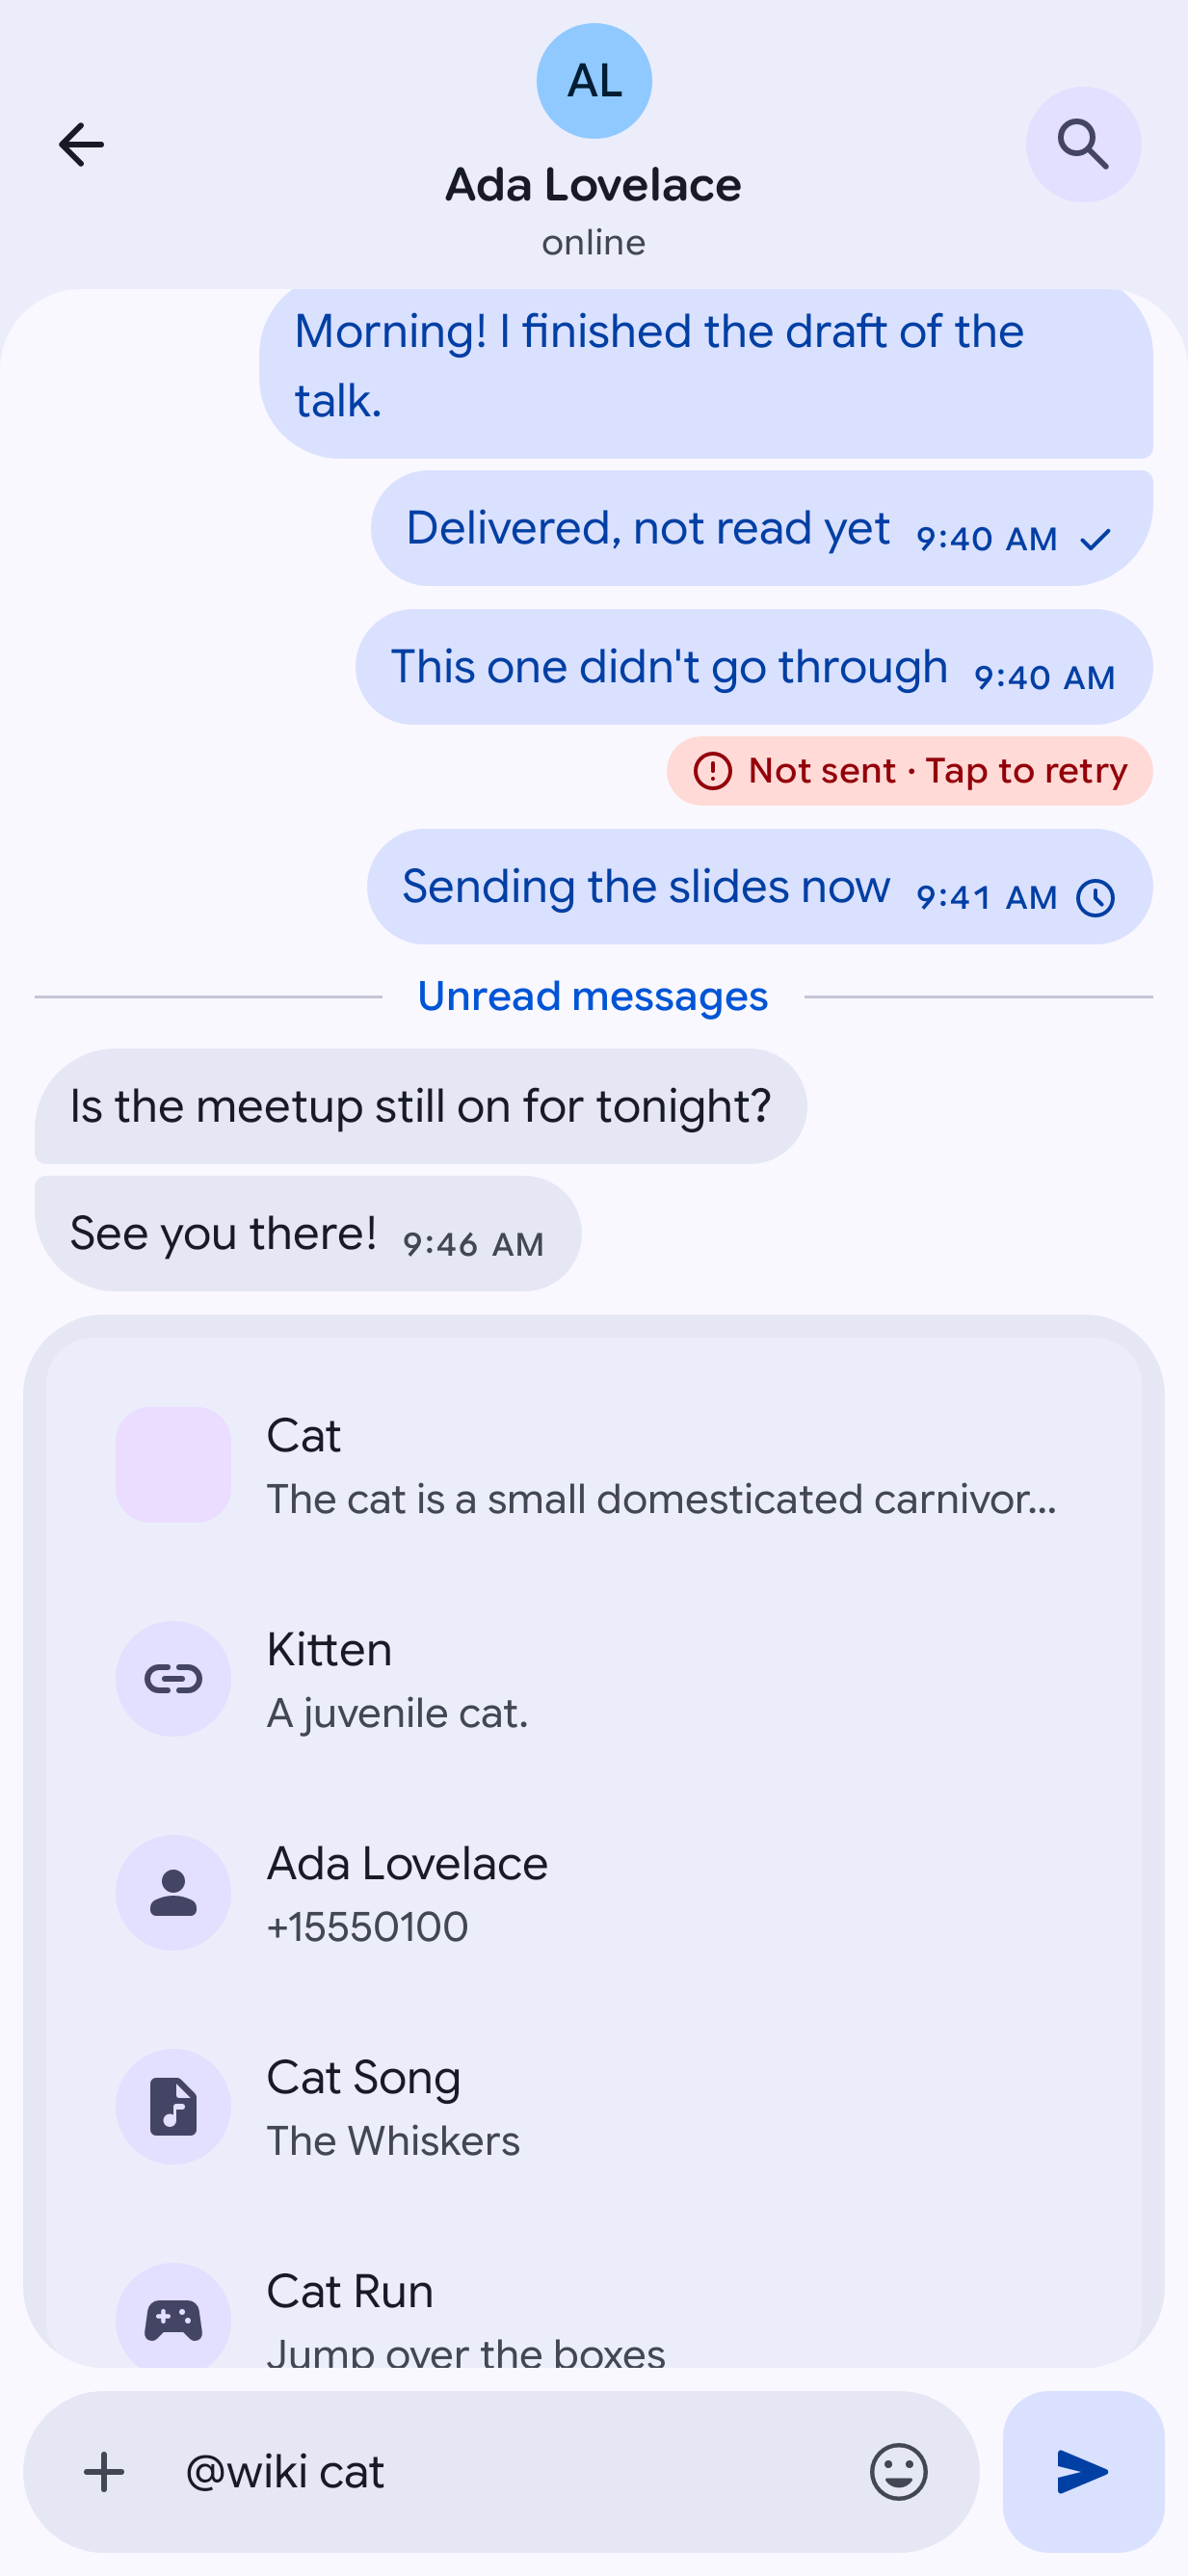 AL
Ada Lovelace
online
Morning! I finished the draft of the
talk.
Delivered, not read yet 9:40 AM
This one didn't go through 9:40 AM
Not sent · Tap to retry
Sending the slides now 9:41 AM
Unread messages
Is the meetup still on for tonight?
See you there! 9:46 AM
Cat
The cat is a small domesticated carnivor...
Kitten
A juvenile cat.
Ada Lovelace
+15550100
Cat Song
The Whiskers
Cat Run
Jump over the boxes
@wiki cat